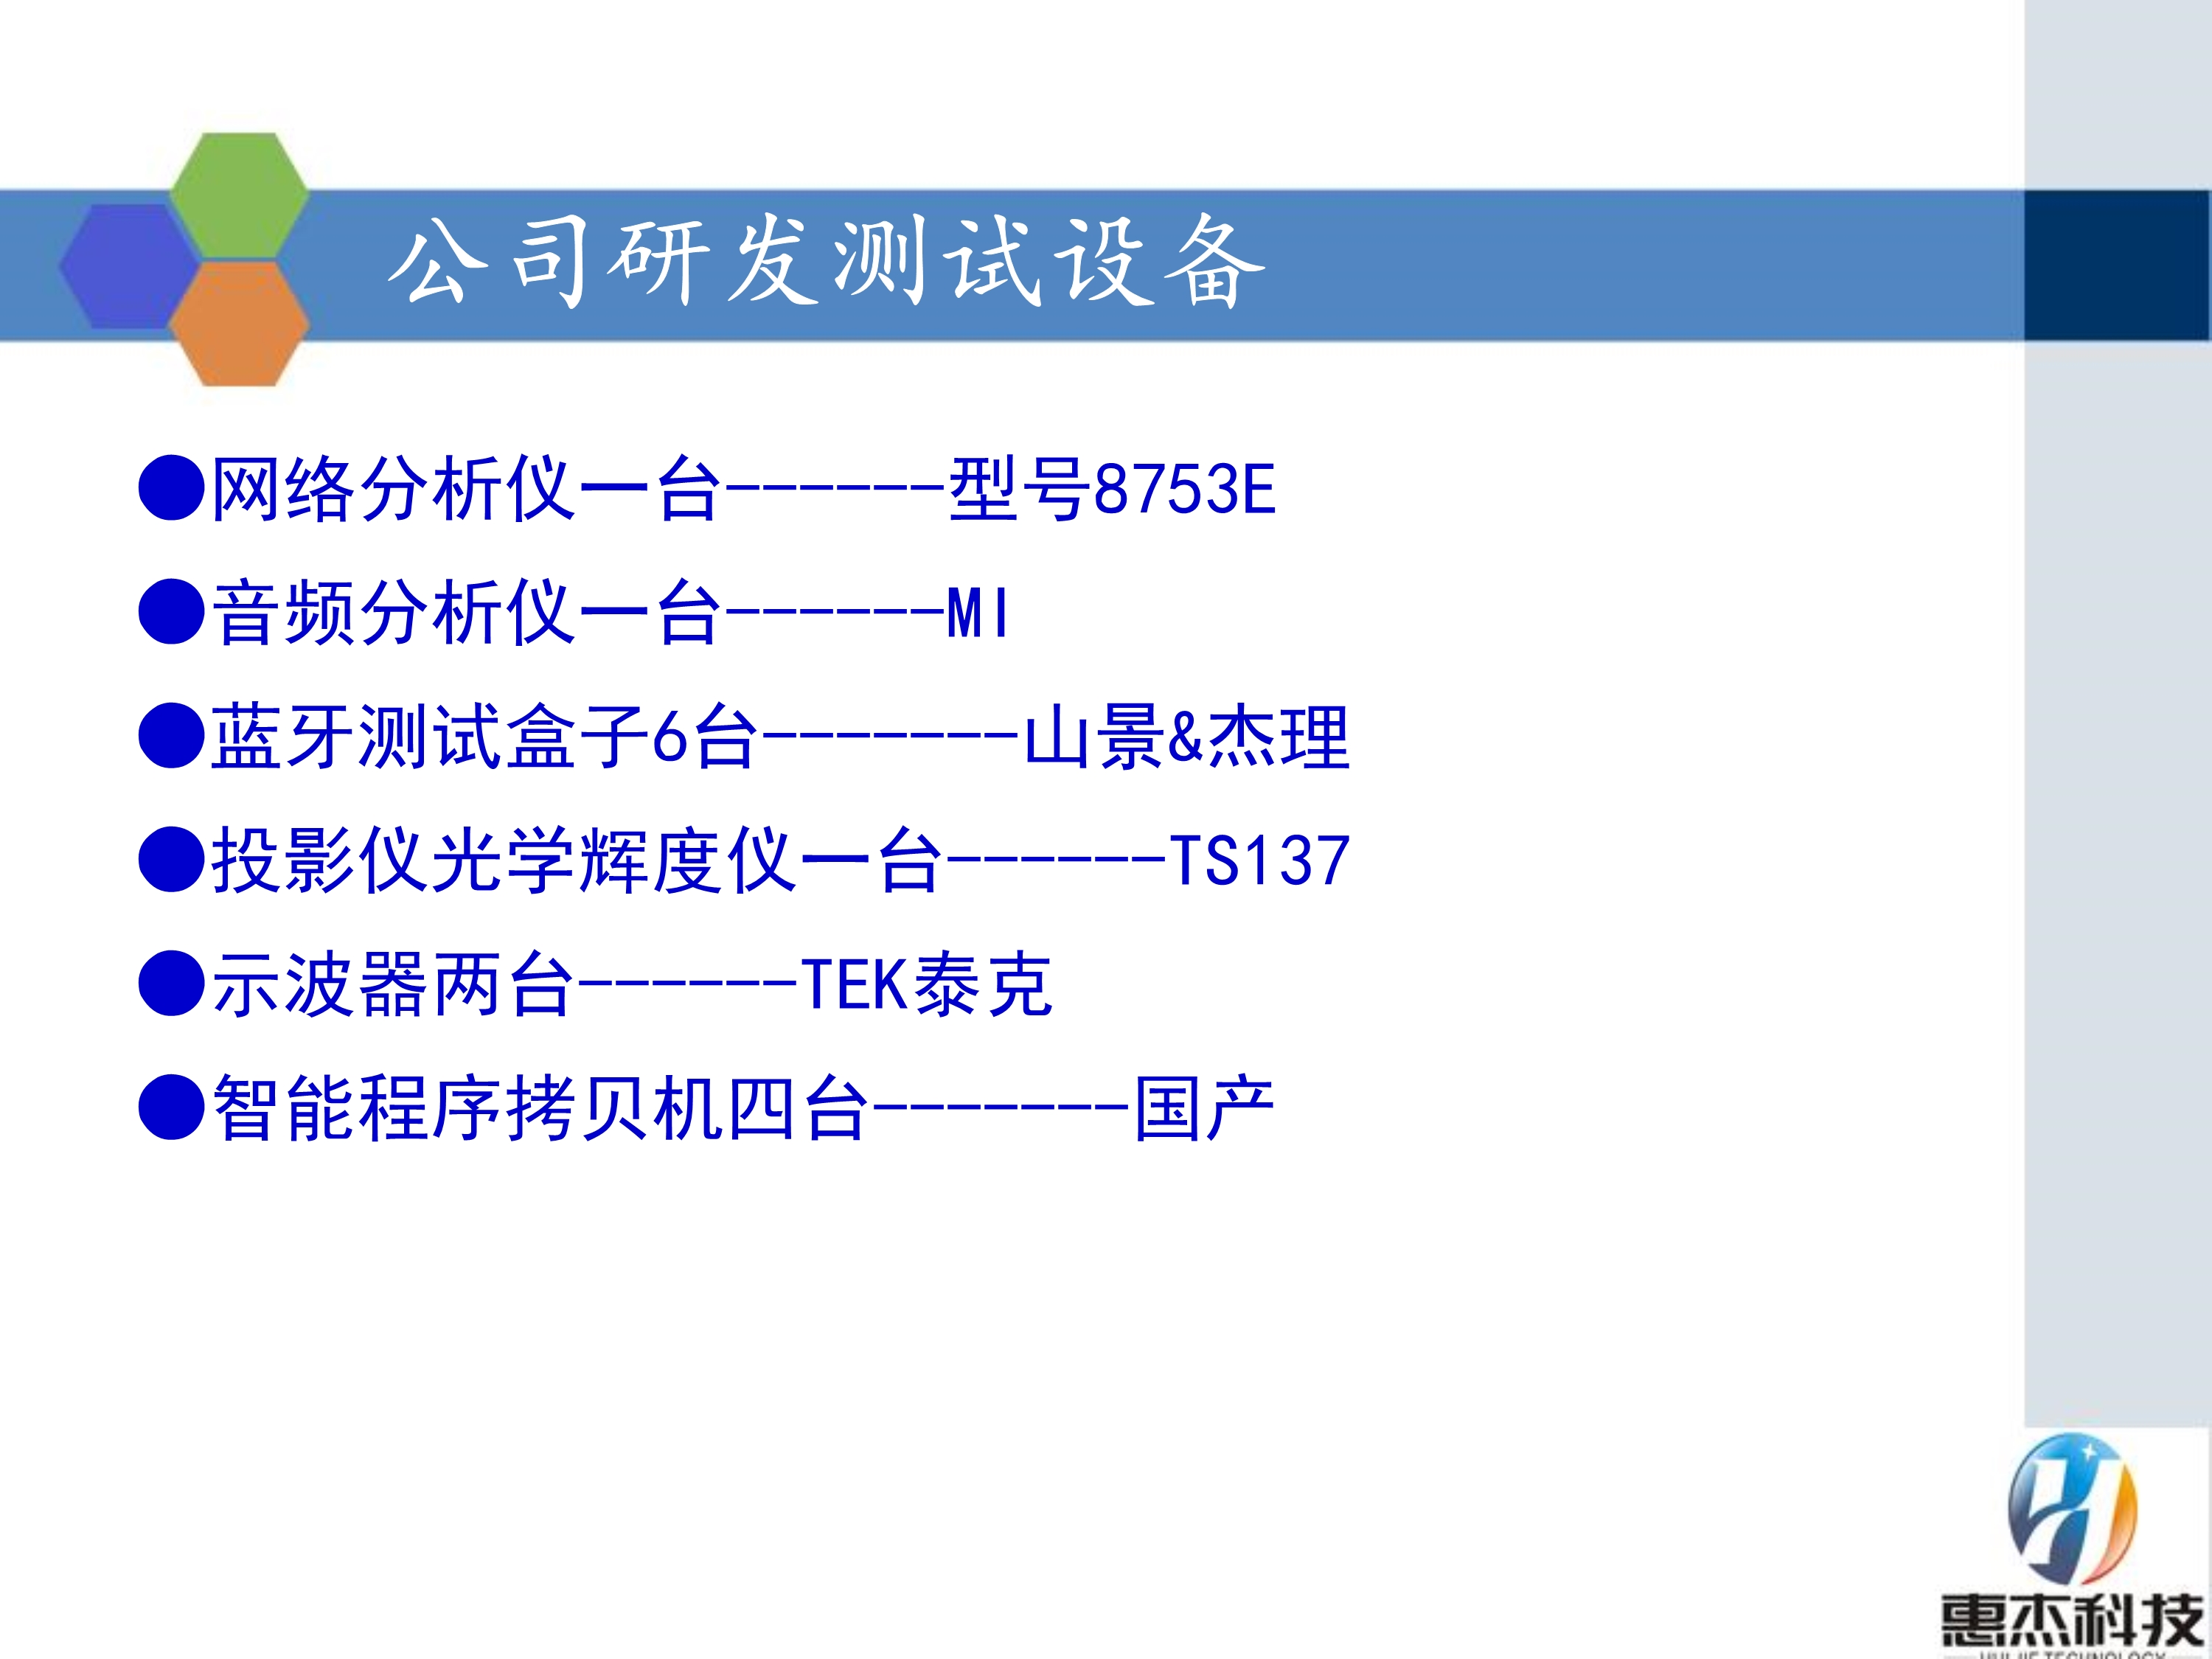 公司研发测试设备
●网络分析仪一台------型号8753E
●音频分析仪一台------MI
●蓝牙测试盒子6台-------山景&杰理
●投影仪光学辉度仪一台------TS137
●示波器两台------TEK泰克
●智能程序拷贝机四台-------国产
惠杰科技
HUIJIE TECHNOLOGY